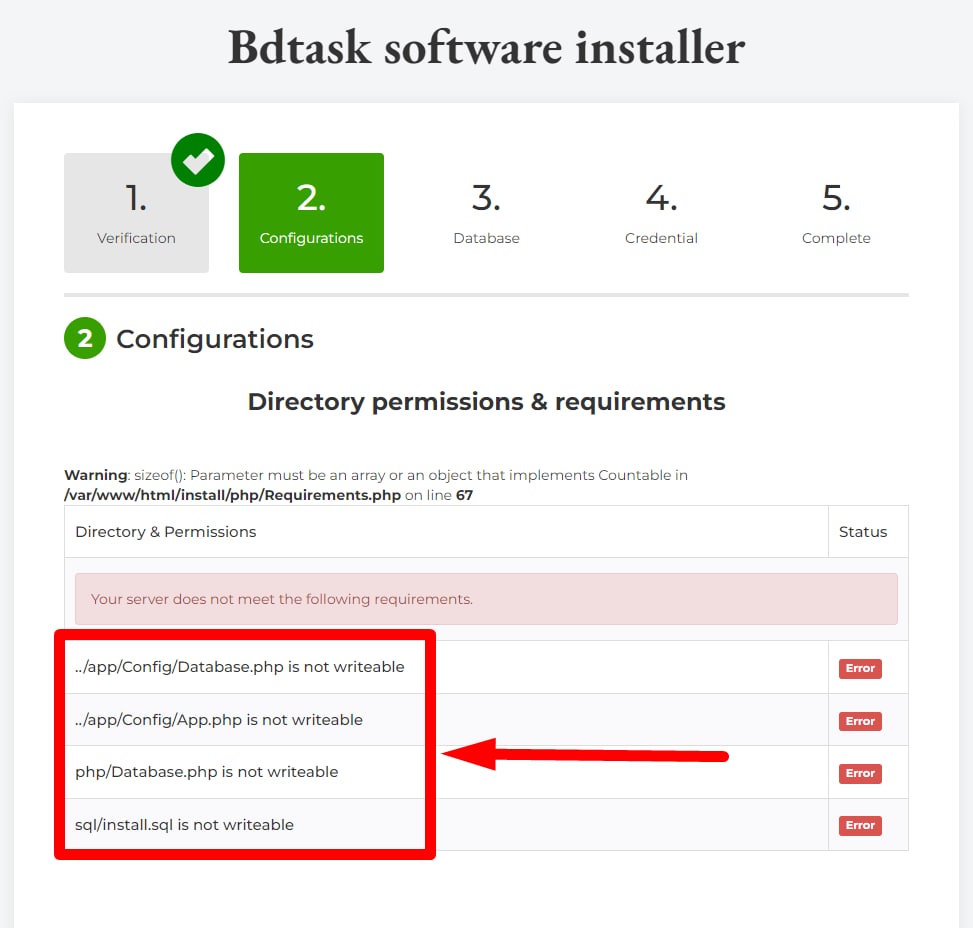 Bdtask software installer
1.
Verification
2.
Configurations
3.
Database
4.
Credential
5.
Complete
2 Configurations
Directory permissions & requirements
Warning: sizeof(): Parameter must be an array or an object that implements Countable in
/var/www/html/install/php/Requirements.php on line 67
Directory & Permissions Status
Your server does not meet the following requirements.
../app/Config/Database.php is not writeable Error
../app/Config/App.php is not writeable Error
php/Database.php is not writeable Error
sql/install.sql is not writeable Error